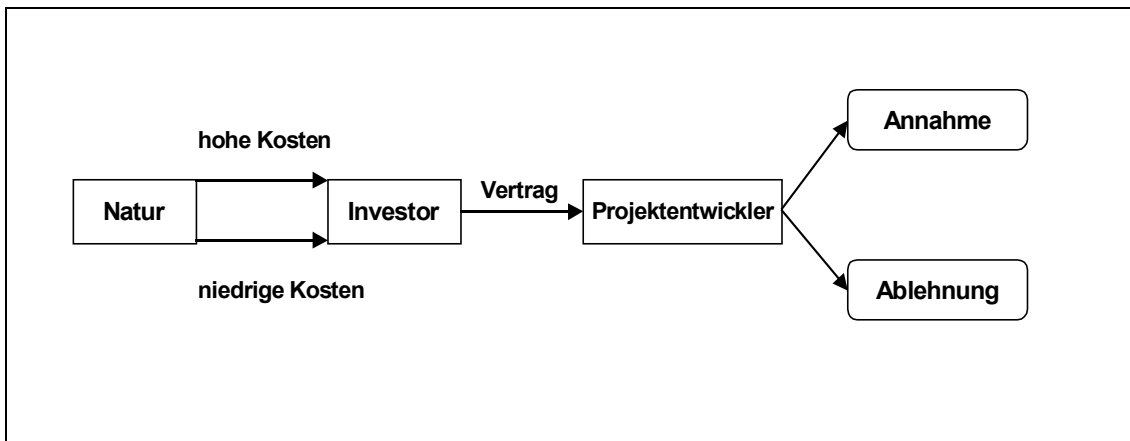 hohe Kosten
Natur
Investor
Vertrag
Projektentwickler
Annahme
niedrige Kosten
Ablehnung